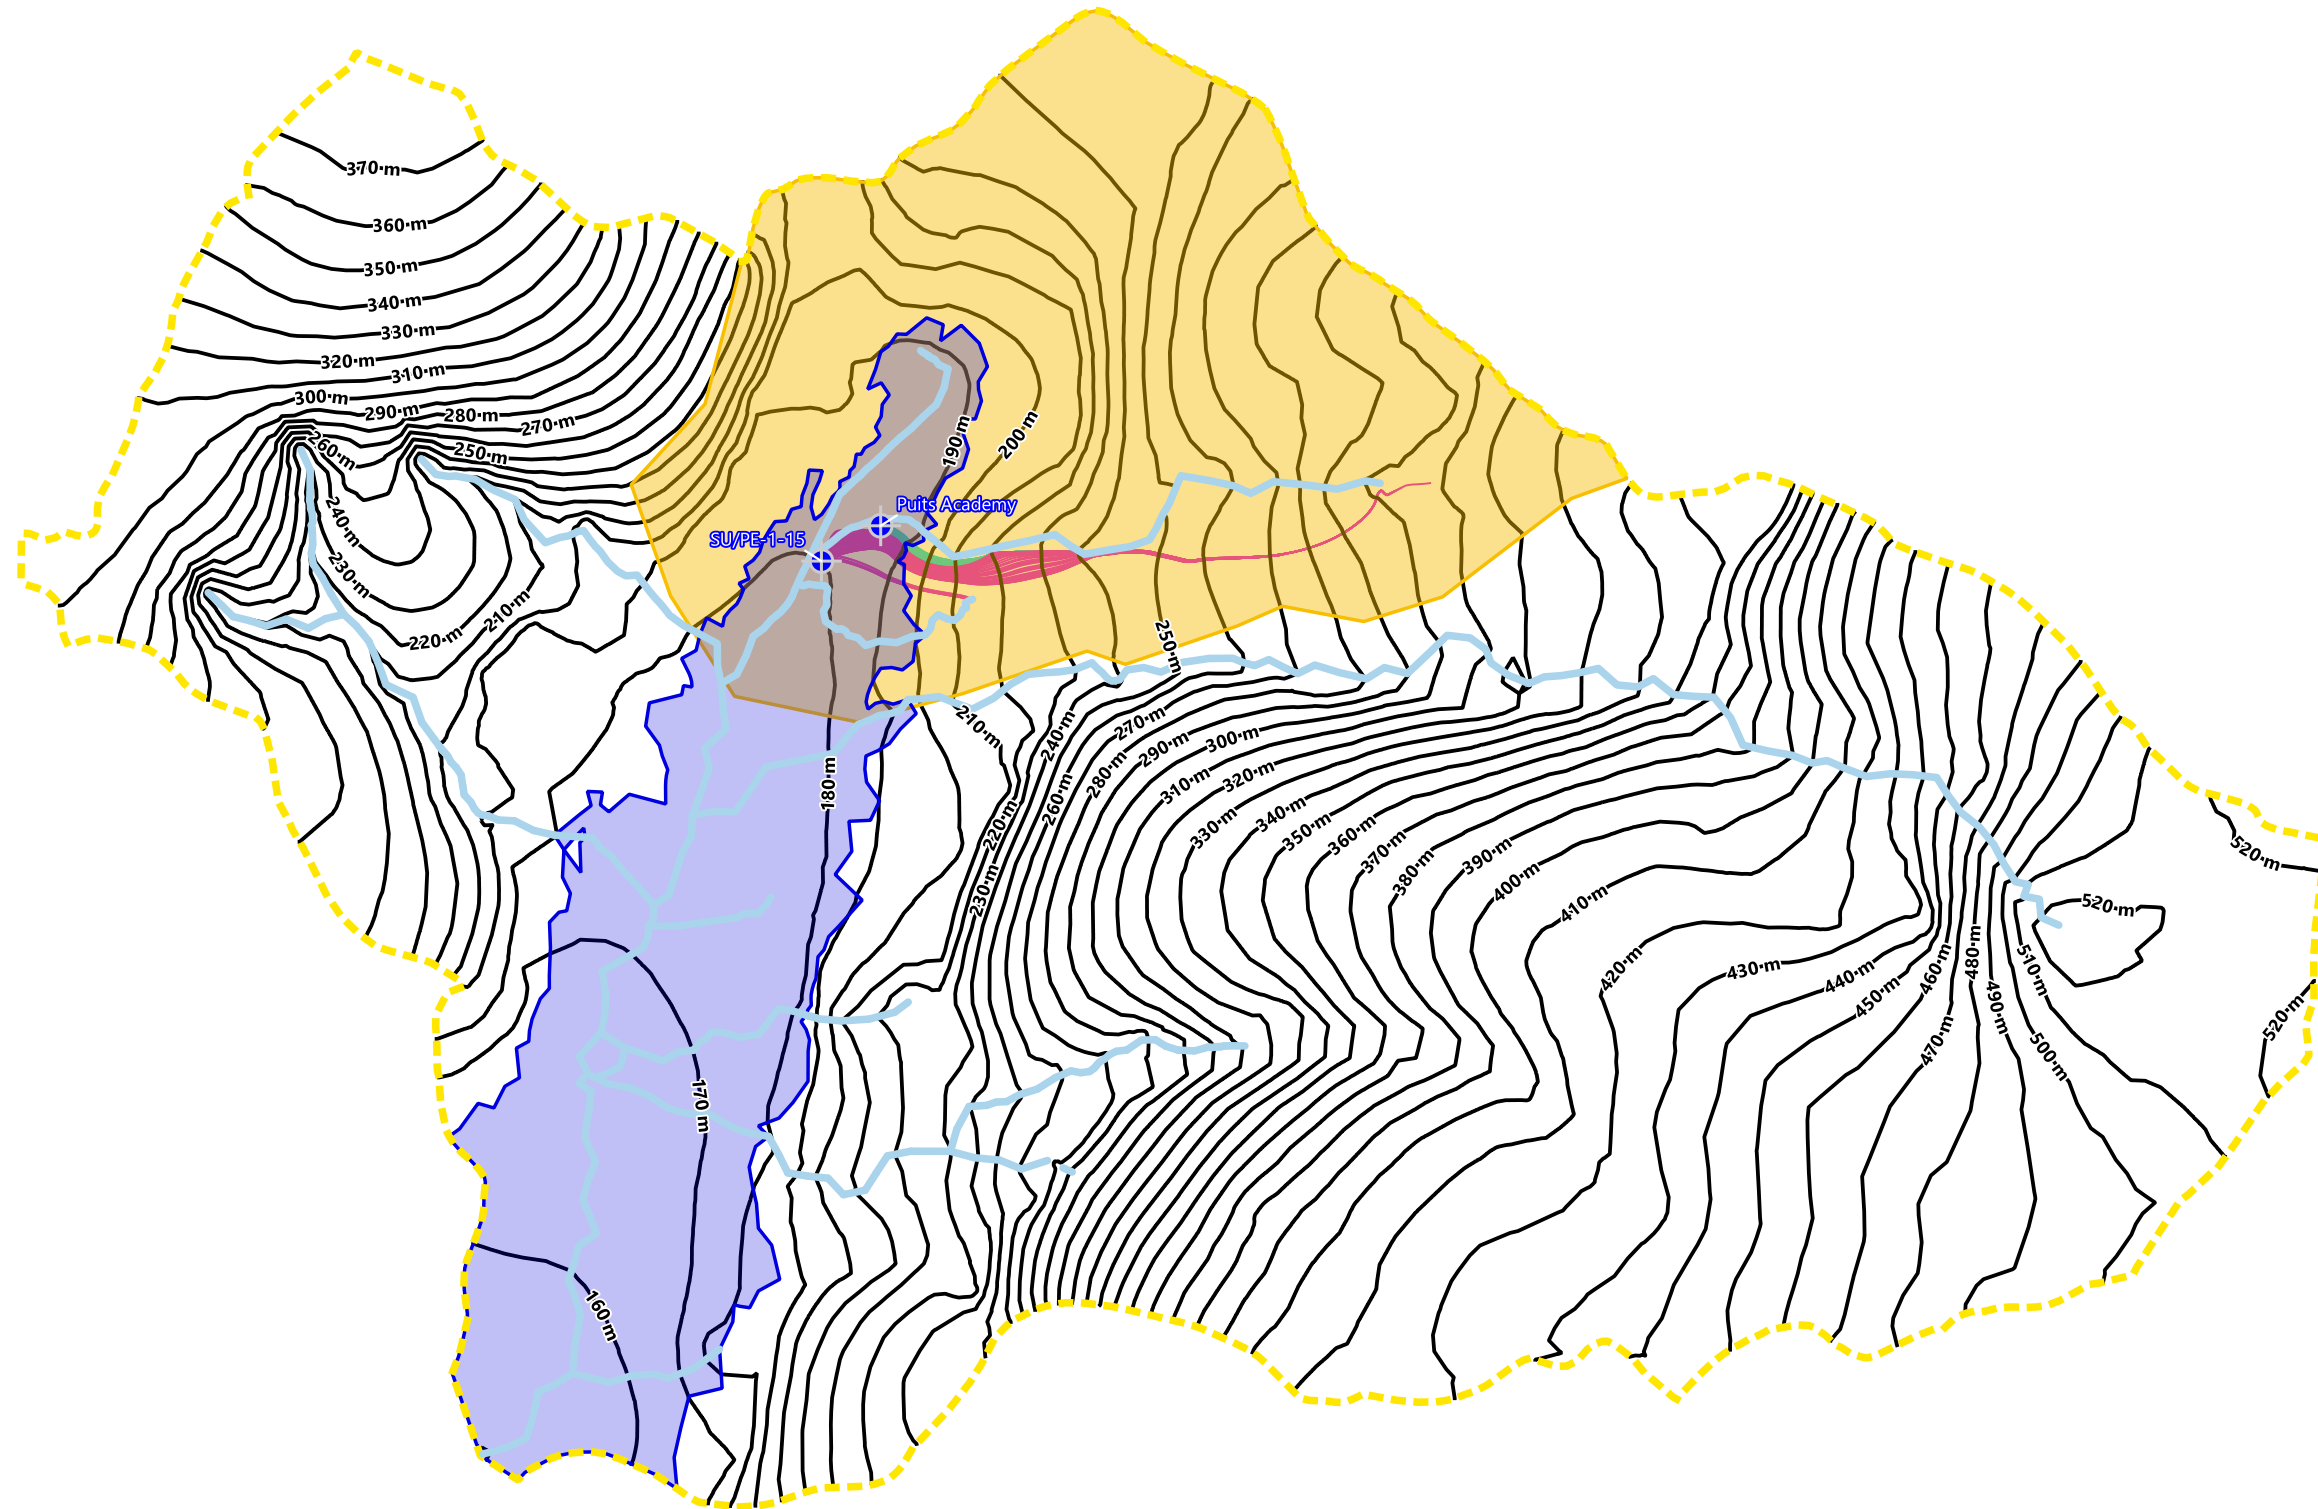 370 m
360 m
350 m
340 m
330 m
320 m
310 m
300 m
290 m
280 m
270 m
260 m
250 m
240 m
230 m
220 m
210 m
190 m
200 m
Puits Academy
SU/PE-1-15
250 m
210 m
240 m
270 m
290 m
300 m
280 m
260 m
310 m
320 m
180 m
220 m
230 m
330 m
340 m
350 m
360 m
370 m
380 m
390 m
400 m
410 m
420 m
430 m
440 m
450 m
460 m
470 m
480 m
490 m
500 m
510 m
520 m
520 m
520 m
170 m
160 m